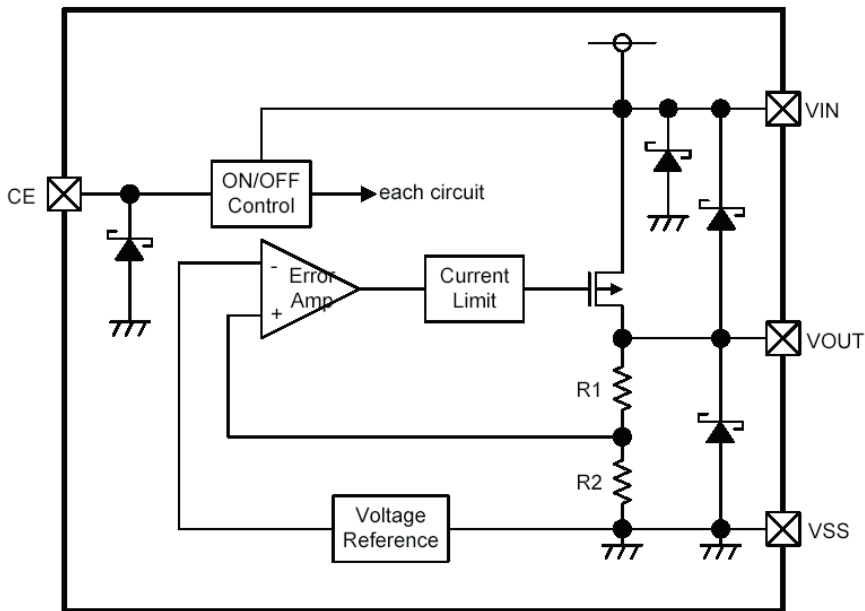 VIN
CE
ON/OFF
Control
each circuit
-
Error
Amp
+
Current
Limit
VOUT
R1
R2
Voltage
Reference
VSS